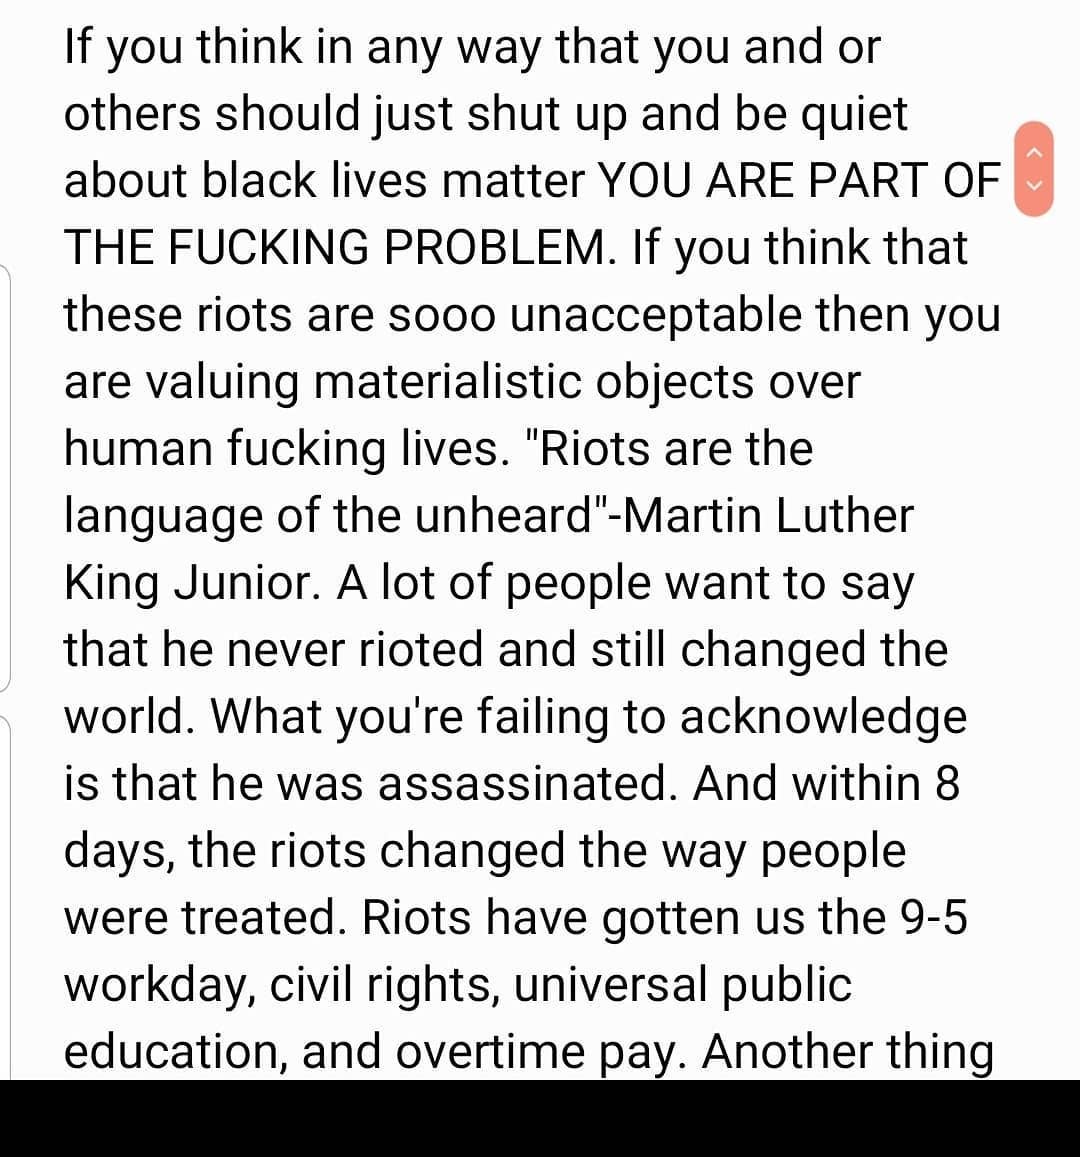 If you think in any way that you and or
others should just shut up and be quiet
about black lives matter YOU ARE PART OF
THE FUCKING PROBLEM. If you think that
these riots are sooo unacceptable then you
are valuing materialistic objects over
human fucking lives. "Riots are the
language of the unheard"-Martin Luther
King Junior. A lot of people want to say
that he never rioted and still changed the
world. What you're failing to acknowledge
is that he was assassinated. And within 8
days, the riots changed the way people
were treated. Riots have gotten us the 9-5
workday, civil rights, universal public
education, and overtime pay. Another thing